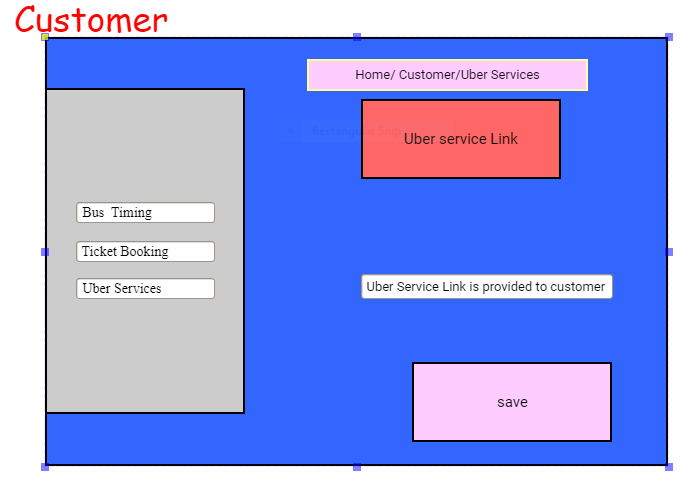 Customer
Home/ Customer/Uber Services
Uber service Link
Bus  Timing
Ticket Booking
Uber Services
Uber Service Link is provided to customer
save